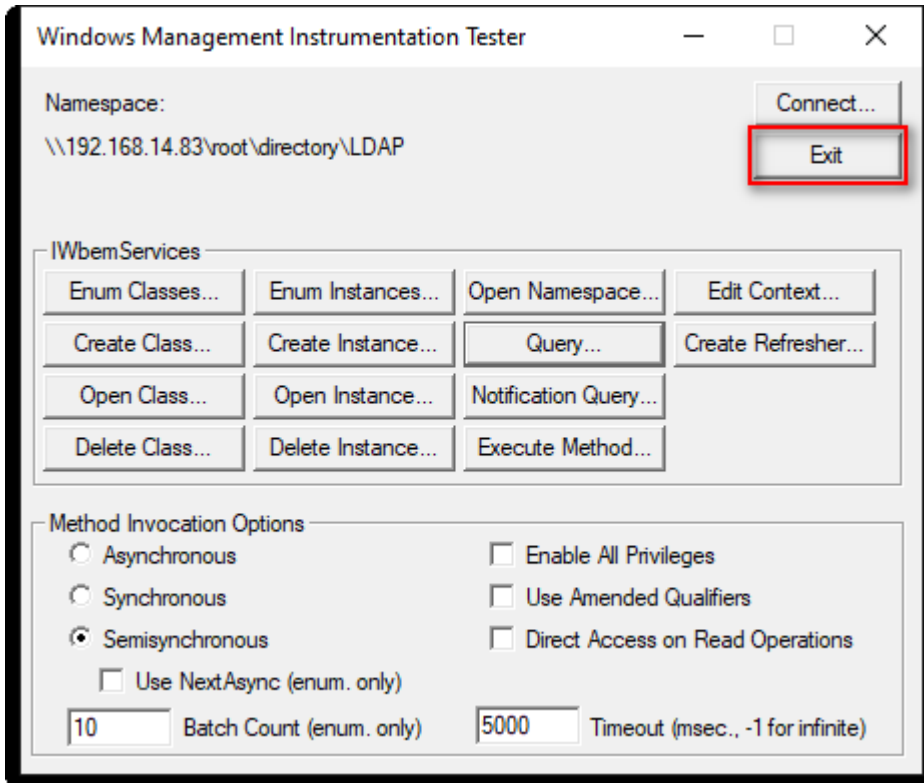 Windows Management Instrumentation Tester
Namespace:
Connect...
\\192.168.14.83\root\directory\LDAP
Exit
IWbemServices
Enum Classes... Enum Instances... Open Namespace... Edit Context...
Create Class... Create Instance... Query... Create Refresher...
Open Class... Open Instance... Notification Query...
Delete Class... Delete Instance... Execute Method...
Method Invocation Options
Asynchronous Enable All Privileges
Synchronous Use Amended Qualifiers
Semisynchronous Direct Access on Read Operations
Use NextAsync (enum. only)
10 Batch Count (enum. only) 5000 Timeout (msec., -1 for infinite)